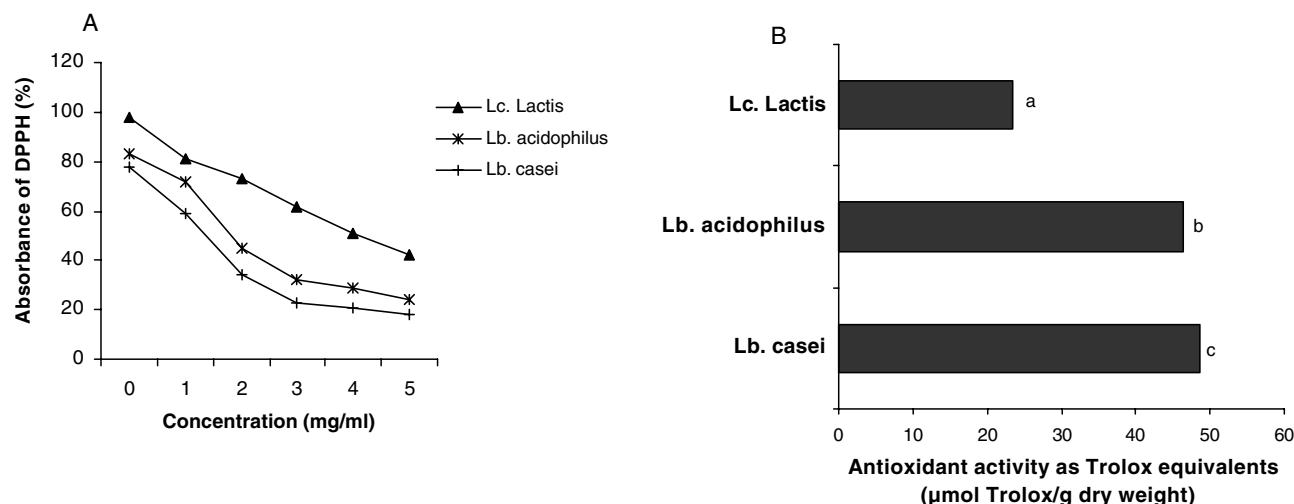 A
Absorbance of DPPH (%)
120
100
80
60
40
20
0
0 1 2 3 4 5
Concentration (mg/ml)
Lc. Lactis
Lb. acidophilus
Lb. casei
B
Lc. Lactis
a
Lb. acidophilus
b
Lb. casei
c
0 10 20 30 40 50 60
Antioxidant activity as Trolox equivalents
(μmol Trolox/g dry weight)